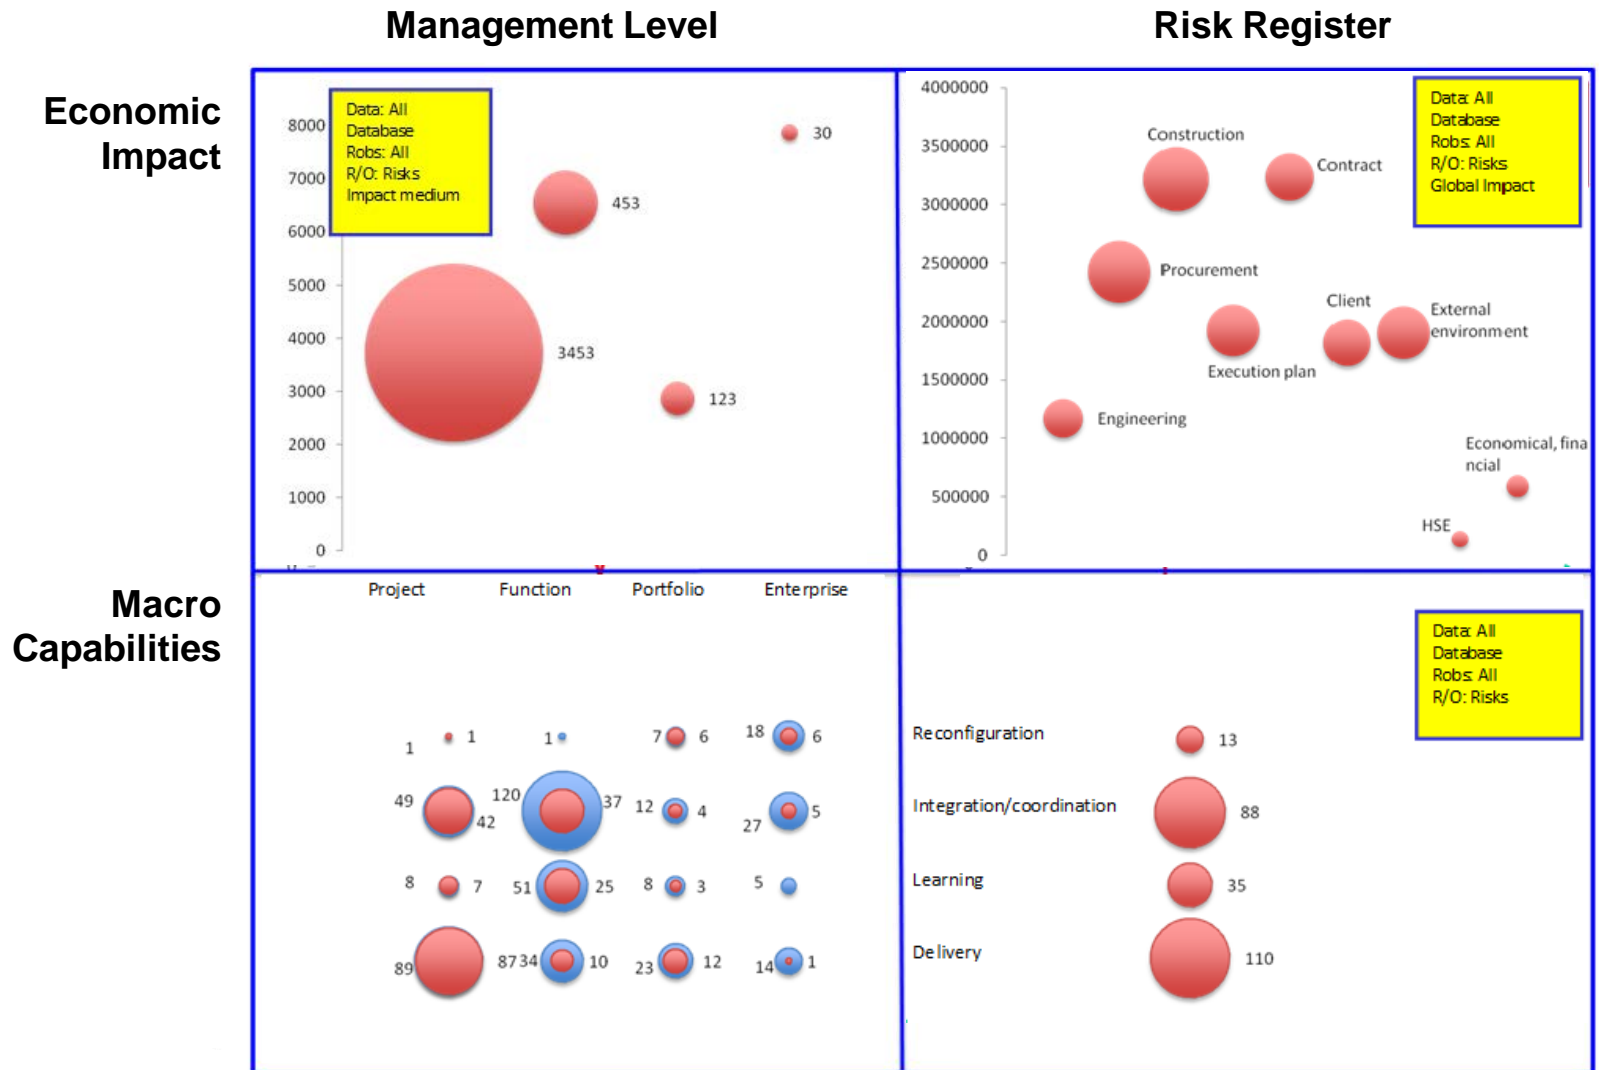 Management Level
Risk Register
Economic
Impact
Data: All
Database
Robs: All
R/O: Risks
Impact medium
8000
7000
6000
5000
4000
3000
2000
1000
0
30
453
3453
123
4000000
3500000
3000000
2500000
2000000
1500000
1000000
500000
0
Data: All
Database
Robs: All
R/O: Risks
Global Impact
Construction
Contract
Procurement
Client
External
environment
Execution plan
Engineering
Economical, fina
ncial
HSE
Macro
Capabilities
Project Function Portfolio Enterprise
1 1 1 7 6 18 6
49 42 120 37 12 4 27 5
8 7 51 25 8 3 5
89 87 34 10 23 12 14 1
Data: All
Database
Robs: All
R/O: Risks
Reconfiguration 13
Integration/coordination 88
Learning 35
Delivery 110